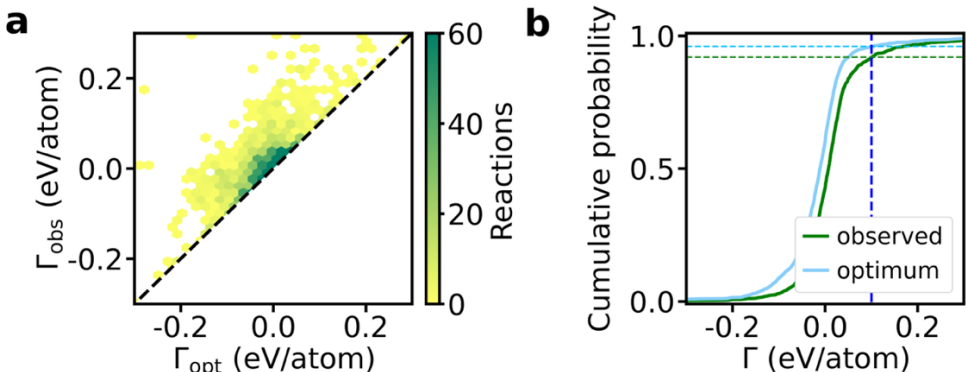 a
Γobs (eV/atom)
0.2
0.0
-0.2
-0.2 0.0 0.2
Γopt (eV/atom)
60
40
20
0
Reactions
b
Cumulative probability
1.0
0.5
0.0
observed
optimum
-0.2 0.0 0.2
Γ (eV/atom)